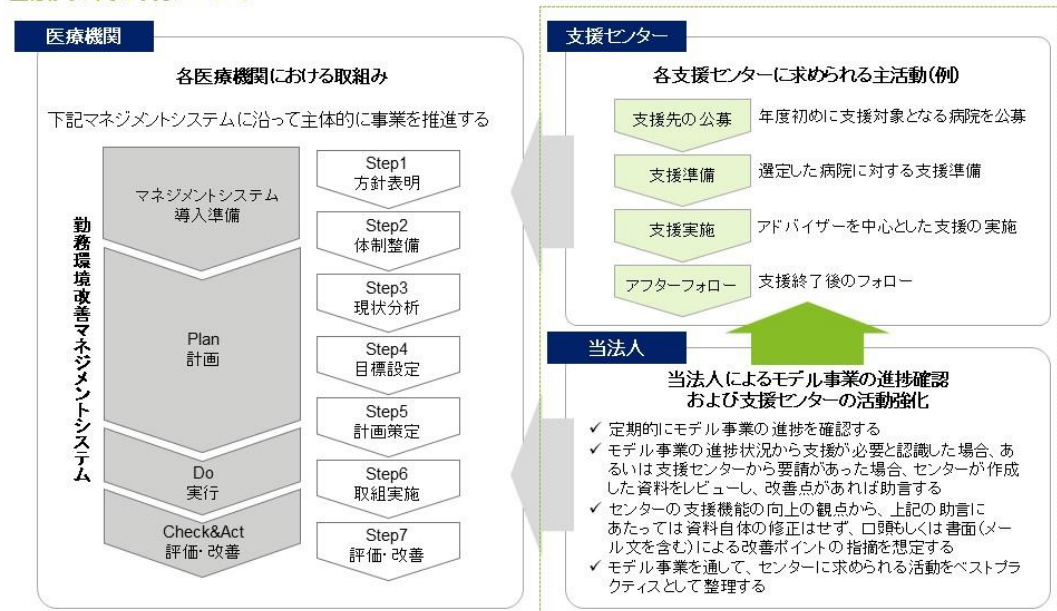 医療機関
各医療機関における取組み
下記マネジメントシステムに沿って主体的に事業を推進する
勤務環境改善マネジメントシステム
マネジメントシステム
導入準備
Plan
計画
Do
実行
Check&Act
評価・改善
Step1
方針表明
Step2
体制整備
Step3
現状分析
Step4
目標設定
Step5
計画策定
Step6
取組実施
Step7
評価・改善
支援センター
各支援センターに求められる主活動(例)
支援先の公募
年度初めに支援対象となる病院を公募
支援準備
選定した病院に対する支援準備
支援実施
アドバイザーを中心とした支援の実施
アフターフォロー
支援終了後のフォロー
当法人
当法人によるモデル事業の進捗確認
および支援センターの活動強化
✓ 定期的にモデル事業の進捗を確認する
✓ モデル事業の進捗状況から支援が必要と認識した場合、あ
るいは支援センターから要請があった場合、センターが作成
した資料をレビューし、改善点があれば助言する
✓ センターの支援機能の向上の観点から、上記の助言に
あたっては資料自体の修正はせず、口頭もしくは書面(メー
ル文を含む)による改善ポイントの指摘を想定する
✓ モデル事業を通して、センターに求められる活動をベストプラ
クティスとして整理する